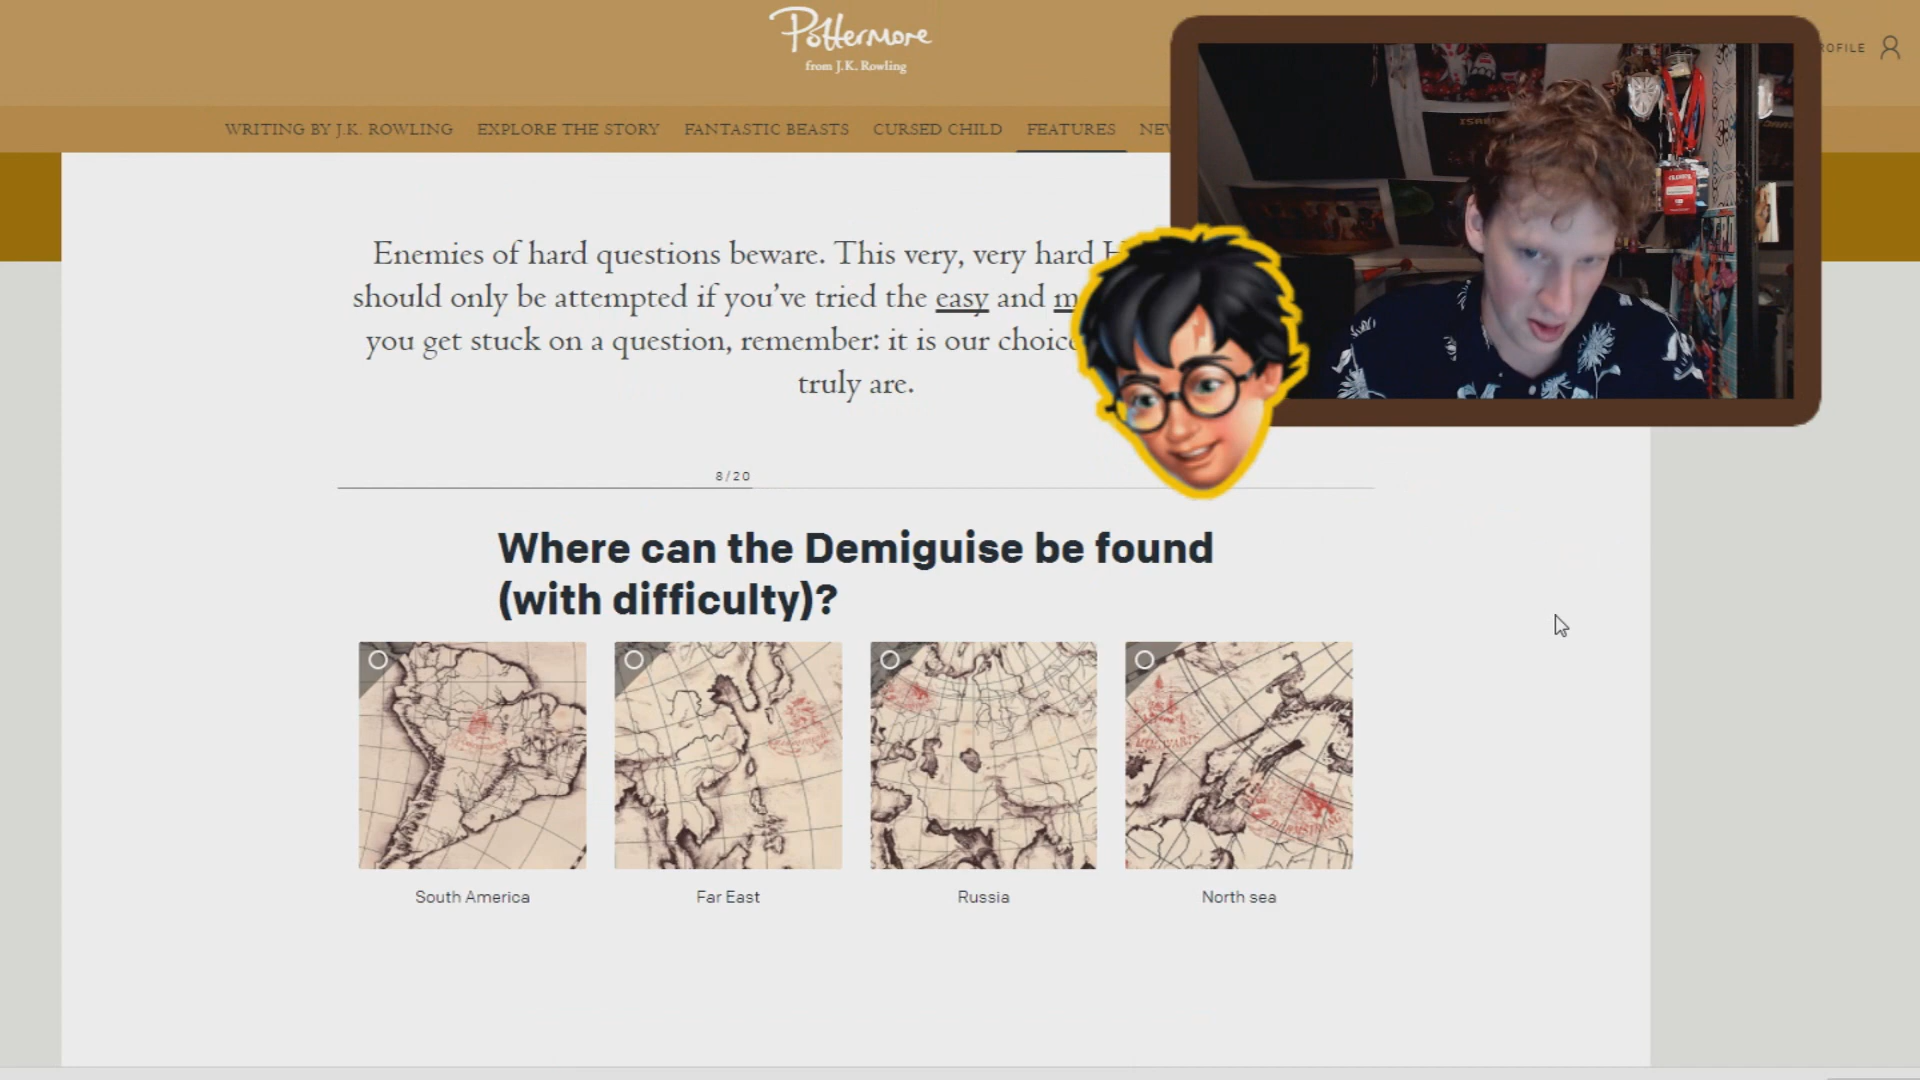 Pottermore
from J.K. Rowling
OFILE
WRITING BY J.K. ROWLING EXPLORE THE STORY FANTASTIC BEASTS CURSED CHILD FEATURES NEW
Enemies of hard questions beware. This very, very hard H
should only be attempted if you’ve tried the easy and m
you get stuck on a question, remember: it is our choic
truly are.
8/20
Where can the Demiguise be found
(with difficulty)?
South America
Far East
Russia
North sea